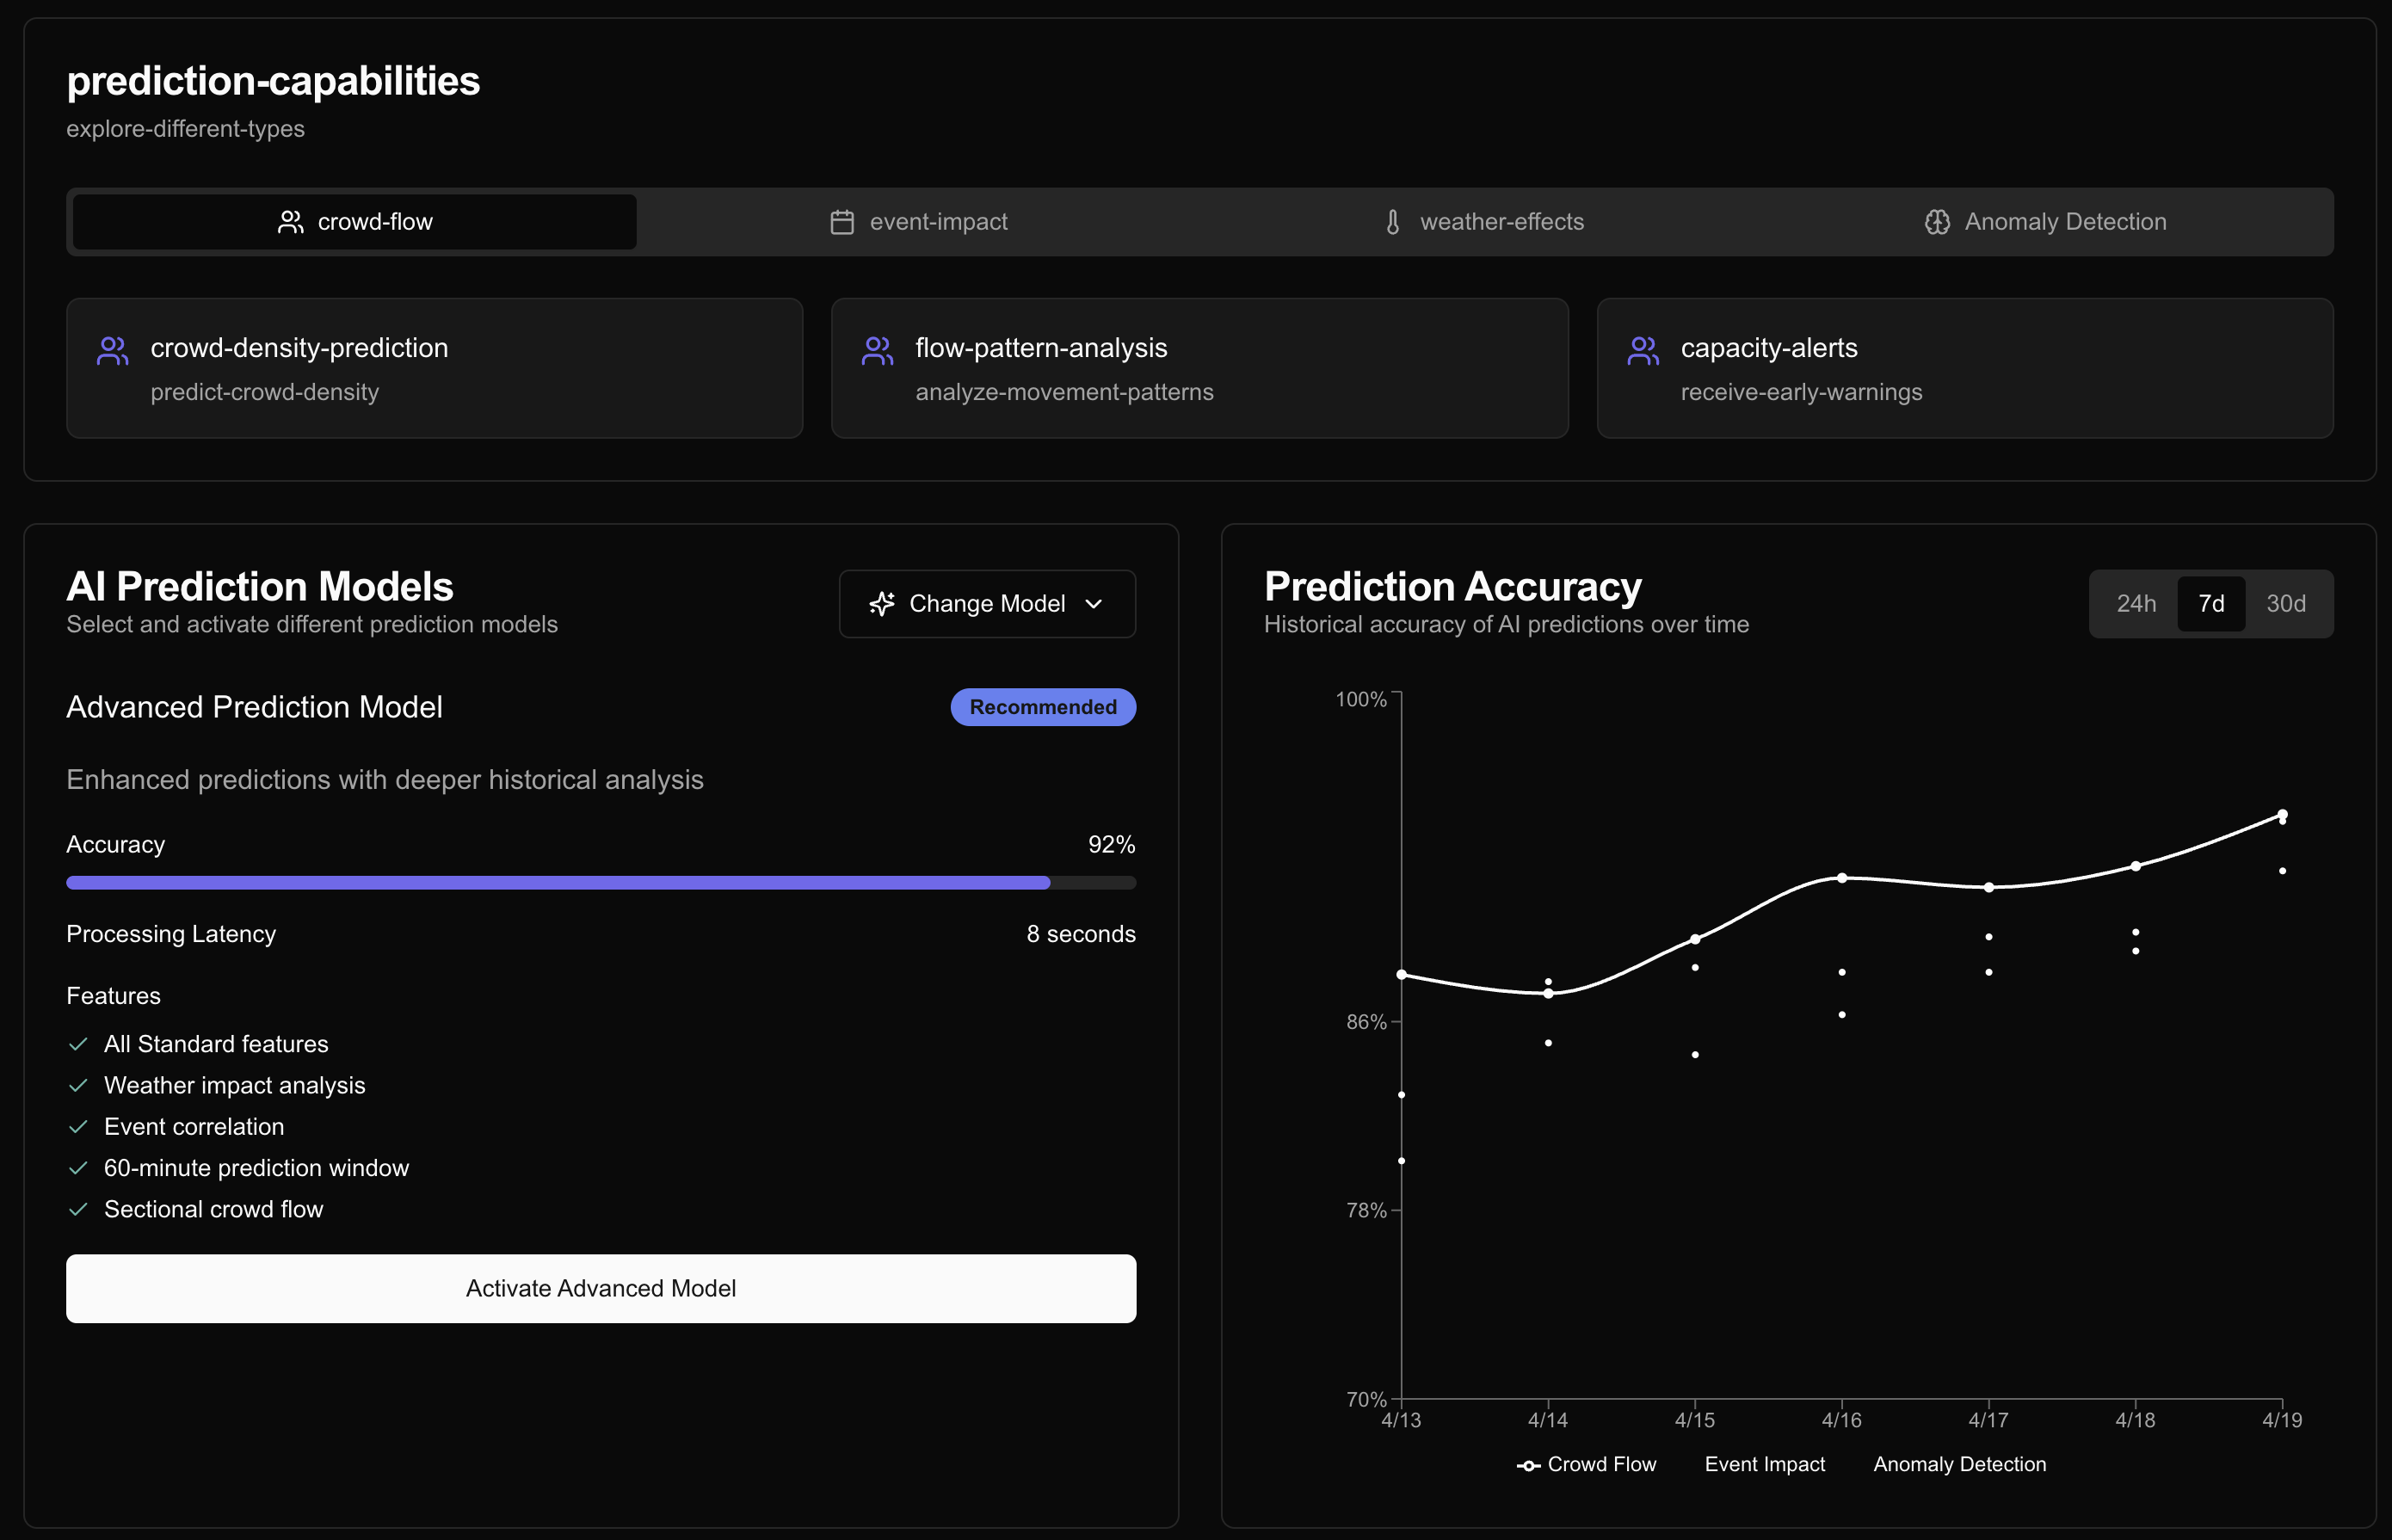 prediction-capabilities
explore-different-types
crowd-flow
event-impact
weather-effects
Anomaly Detection
crowd-density-prediction
predict-crowd-density
flow-pattern-analysis
analyze-movement-patterns
capacity-alerts
receive-early-warnings
AI Prediction Models
Select and activate different prediction models
Change Model
Advanced Prediction Model
Recommended
Enhanced predictions with deeper historical analysis
Accuracy
92%
Processing Latency
8 seconds
Features
All Standard features
Weather impact analysis
Event correlation
60-minute prediction window
Sectional crowd flow
Activate Advanced Model
Prediction Accuracy
Historical accuracy of AI predictions over time
24h
7d
30d
100%
86%
78%
70%
4/13
4/14
4/15
4/16
4/17
4/18
4/19
Crowd Flow
Event Impact
Anomaly Detection